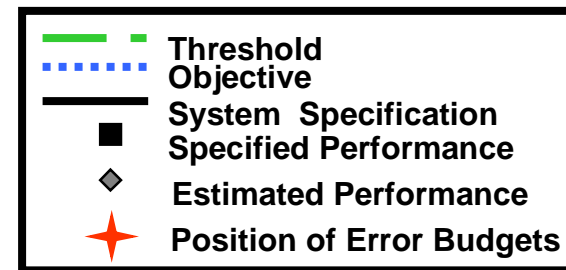 Threshold
Objective
System Specification
Specified Performance
Estimated Performance
Position of Error Budgets